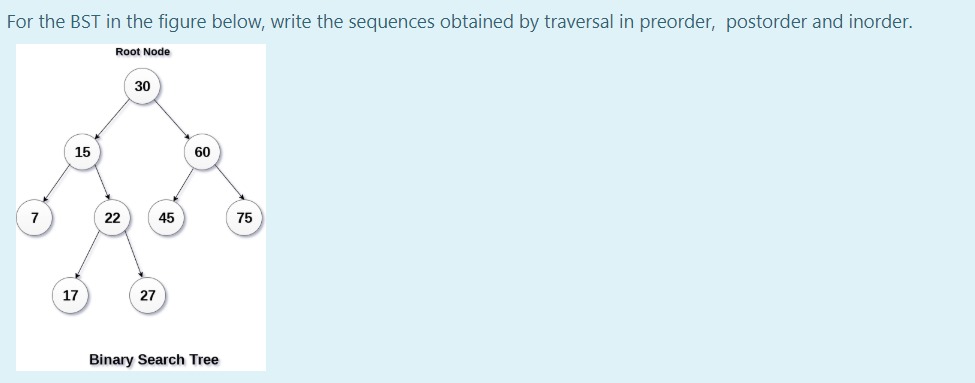 For the BST in the figure below, write the sequences obtained by traversal in preorder, postorder and inorder.
Root Node
30
15 60
7 22 45 75
17 27
Binary Search Tree